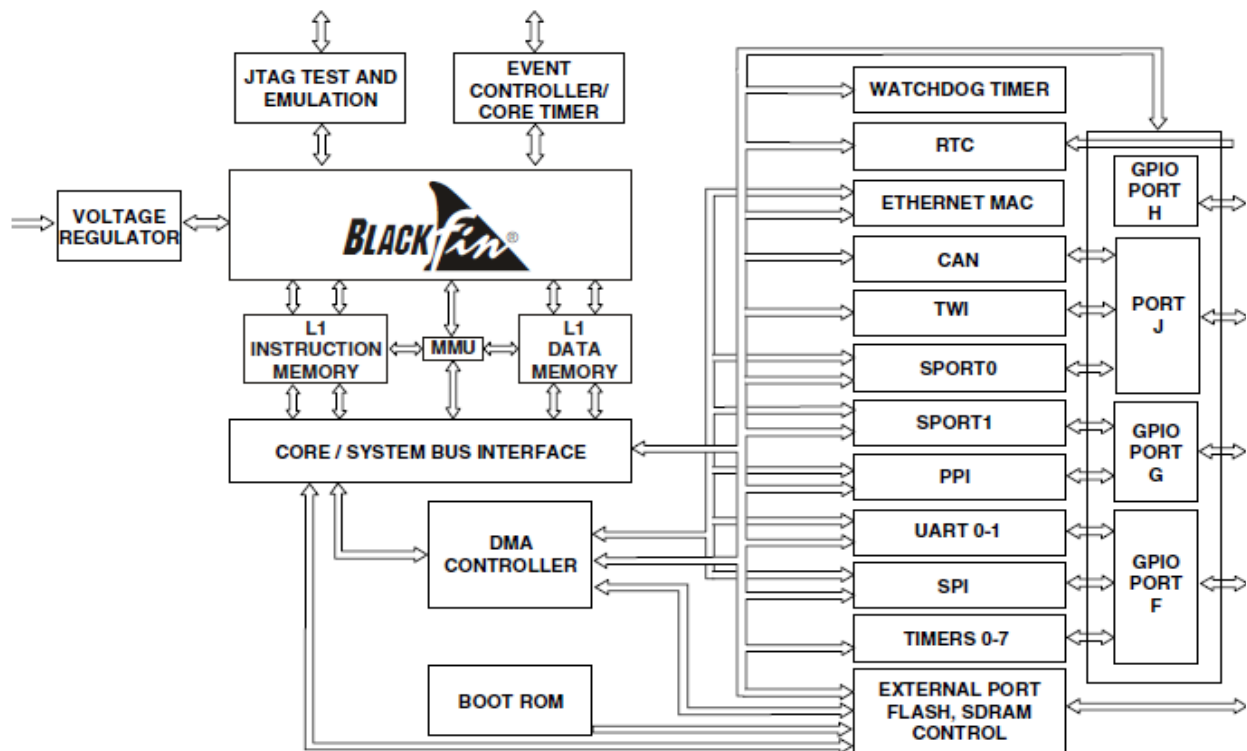 JTAG TEST AND
EMULATION
EVENT
CONTROLLER/
CORE TIMER
VOLTAGE
REGULATOR
BLACKfin®
L1
INSTRUCTION
MEMORY
MMU
L1
DATA
MEMORY
CORE / SYSTEM BUS INTERFACE
DMA
CONTROLLER
BOOT ROM
WATCHDOG TIMER
RTC
ETHERNET MAC
CAN
TWI
SPORT0
SPORT1
PPI
UART 0-1
SPI
TIMERS 0-7
EXTERNAL PORT
FLASH, SDRAM
CONTROL
GPIO
PORT
H
PORT
J
GPIO
PORT
G
GPIO
PORT
F